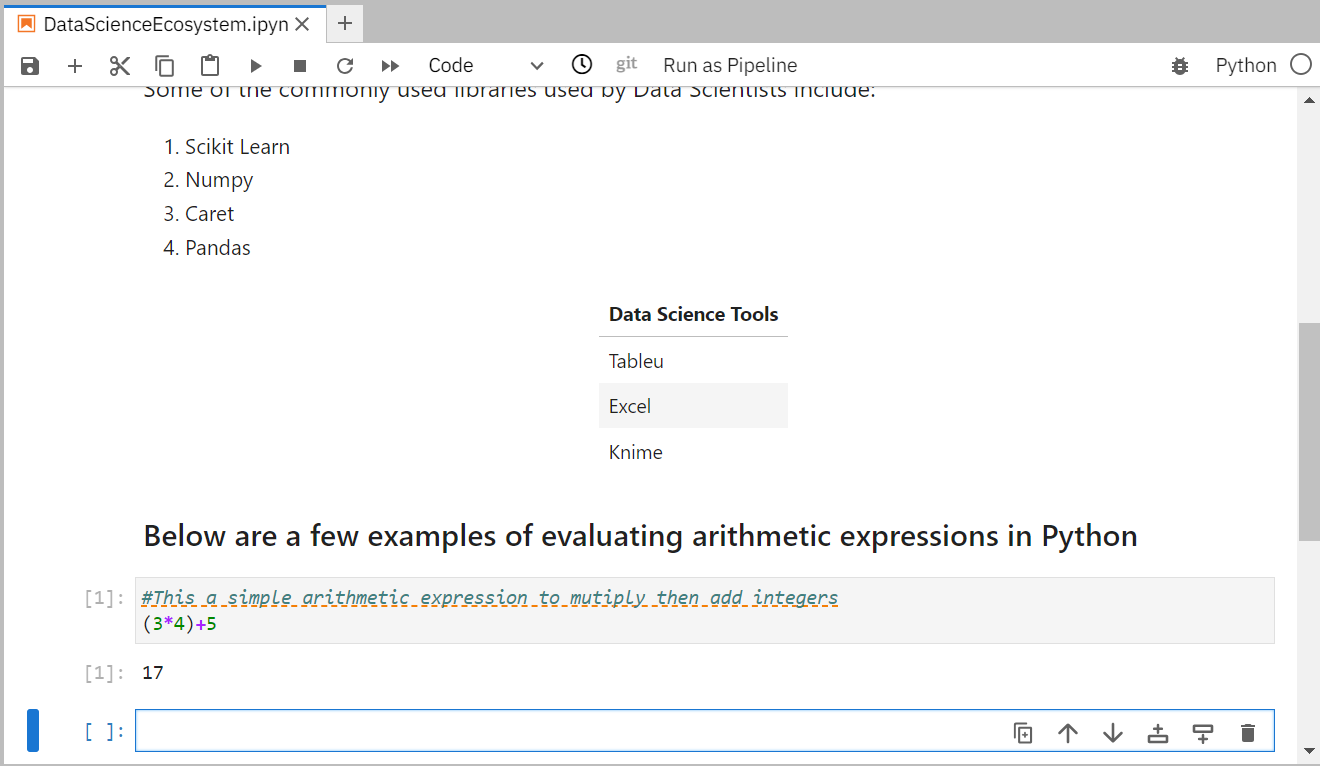 DataScienceEcosystem.ipyn
Code git Run as Pipeline Python
Some of the commonly used libraries used by Data Scientists include:
1. Scikit Learn
2. Numpy
3. Caret
4. Pandas
Data Science Tools
Tableu
Excel
Knime
Below are a few examples of evaluating arithmetic expressions in Python
[1]: #This a simple arithmetic expression to mutiply then add integers
(3*4)+5
[1]: 17
[ ]: